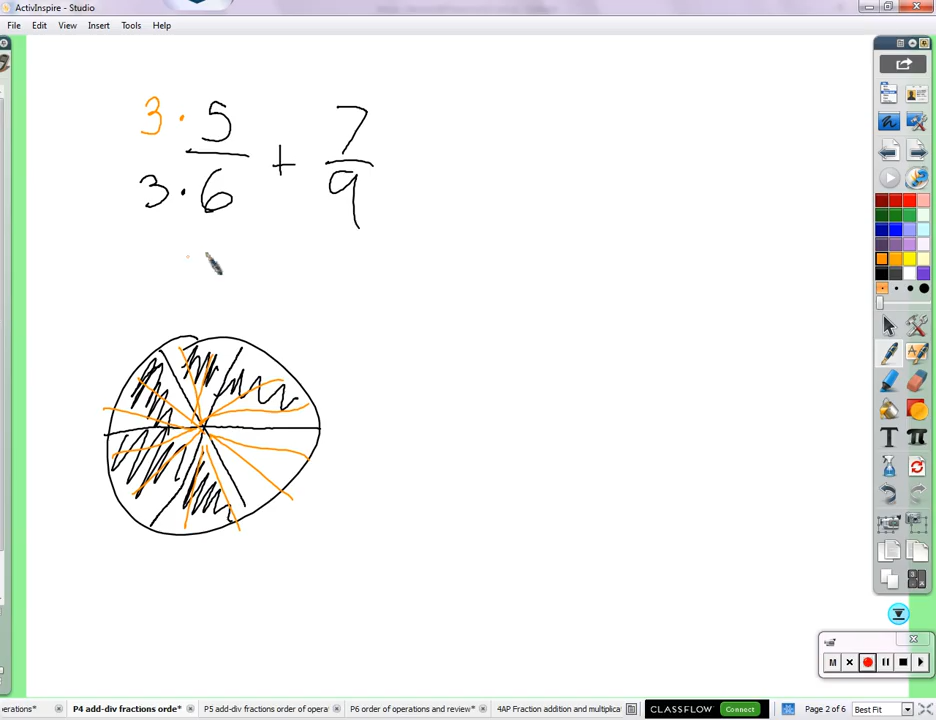 ActivInspire - Studio
File Edit View Insert Tools Help
3 · 5 + 7
3 · 6 9
T π
M
Page 2 of 6 Best Fit
erations* P4 add-div fractions orde* P5 add-div fractions order of opera P6 order of operations and review* 4AP Fraction addition and multiplica CLASSFLOW Connect